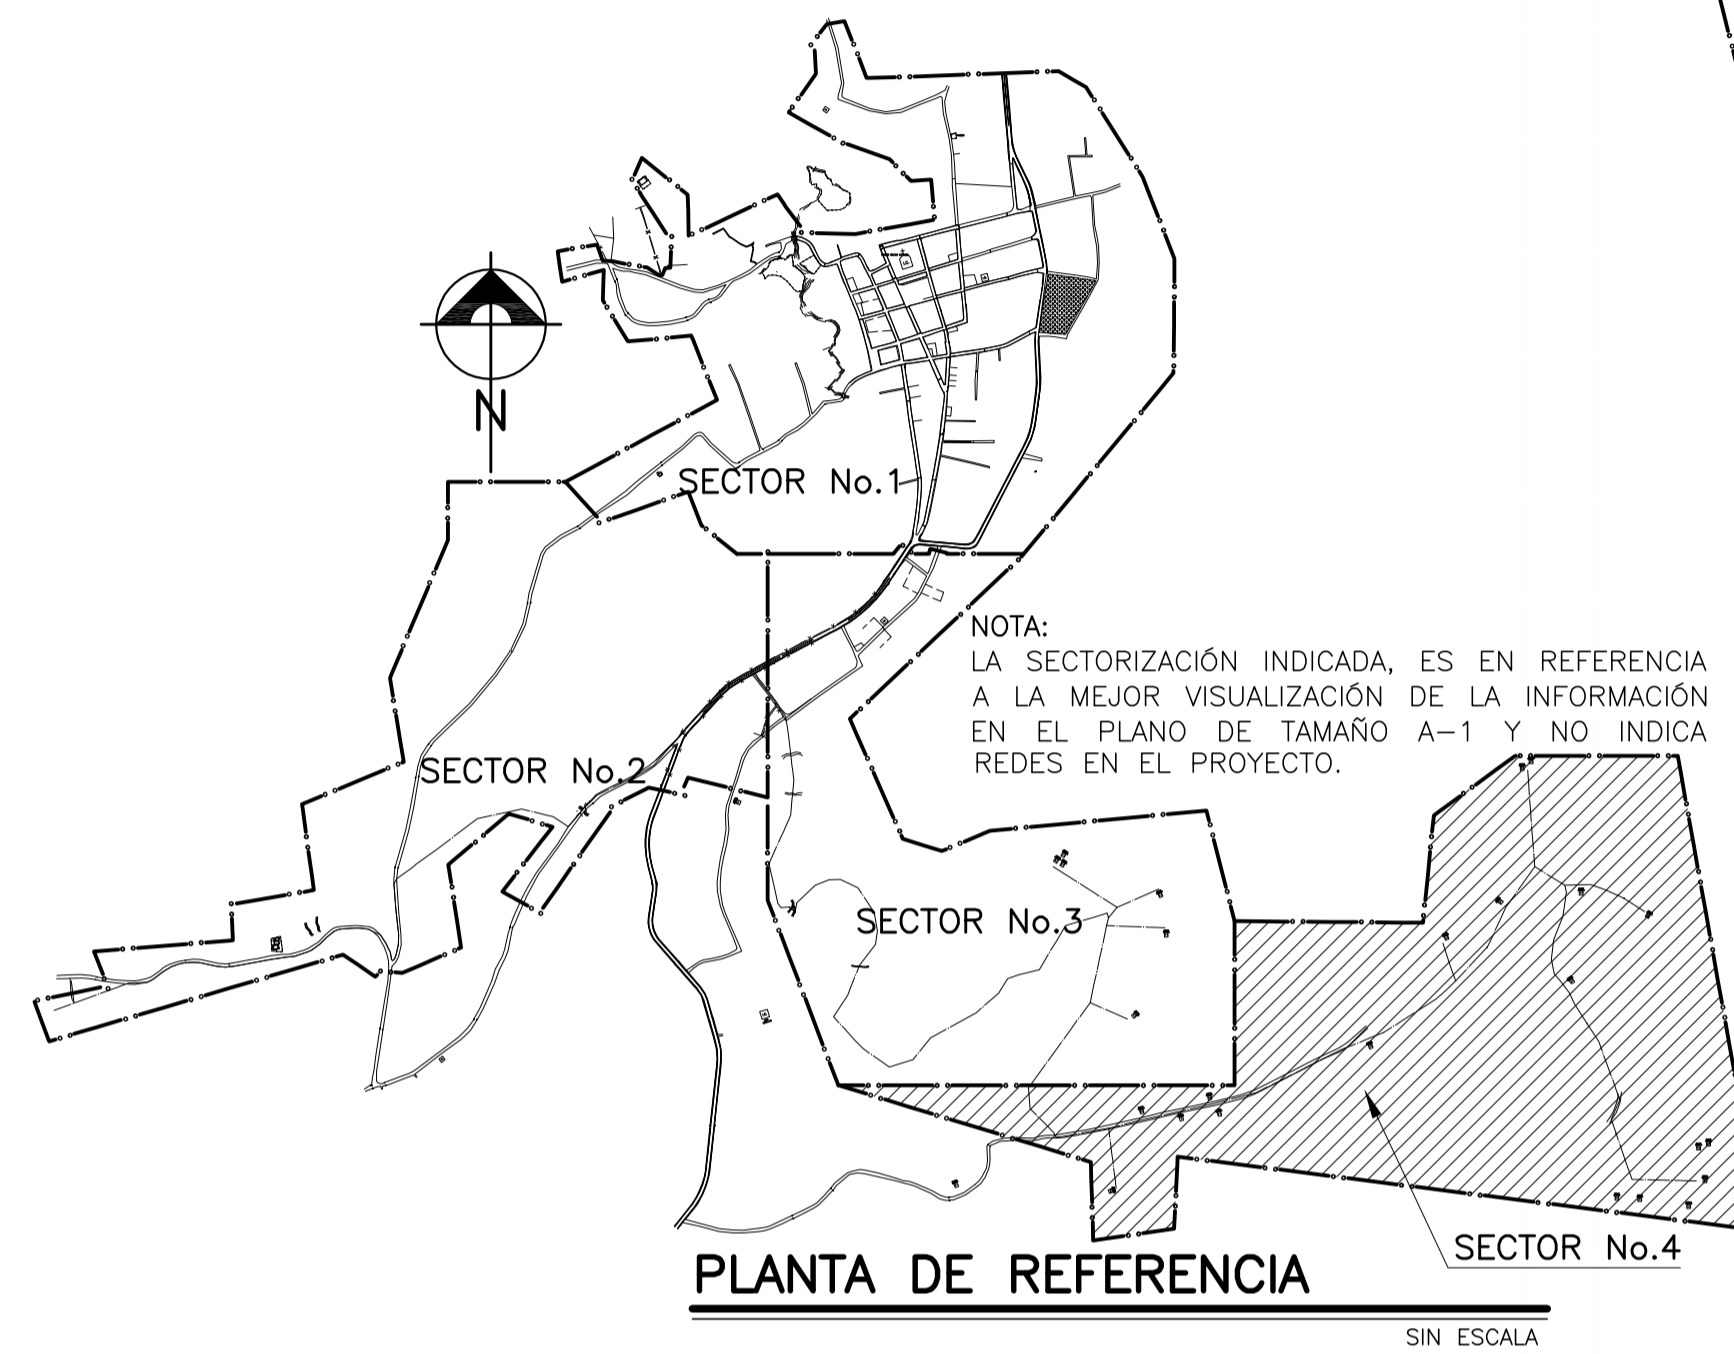 N
SECTOR No.1
NOTA:
LA SECTORIZACIÓN INDICADA, ES EN REFERENCIA
A LA MEJOR VISUALIZACIÓN DE LA INFORMACIÓN
EN EL PLANO DE TAMAÑO A-1 Y NO INDICA
REDES EN EL PROYECTO.
SECTOR No.2
SECTOR No.3
SECTOR No.4
PLANTA DE REFERENCIA
SIN ESCALA